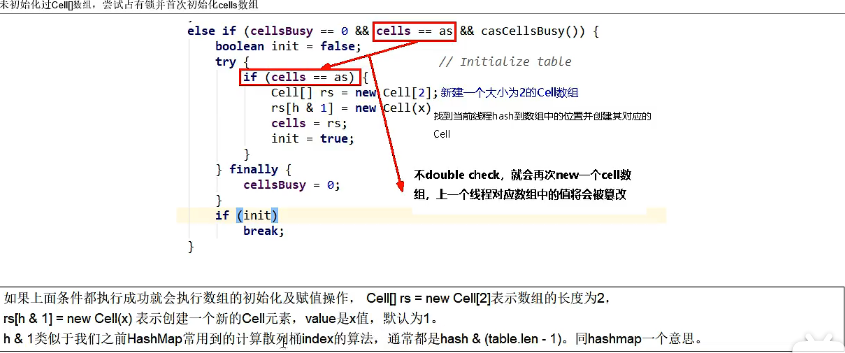 未初始化过Cell[]数组，尝试占有锁并首次初始化cells数组
else if (cellsBusy == 0 && cells == as && casCellsBusy()) {
boolean init = false;
try { // Initialize table
if (cells == as) {
Cell[] rs = new Cell[2]; 新建一个大小为2的Cell数组
rs[h & 1] = new Cell(x) 找到当前线程hash到数组中的位置并创建其对应的
cells = rs; Cell
init = true;
}
} finally { 不double check，就会再次new一个cell数
cellsBusy = 0; 组，上一个线程对应数组中的值将会被篡改
}
if (init)
break;
}
如果上面条件都执行成功就会执行数组的初始化及赋值操作， Cell[] rs = new Cell[2]表示数组的长度为2，
rs[h & 1] = new Cell(x) 表示创建一个新的Cell元素，value是x值，默认为1。
h & 1类似于我们之前HashMap常用到的计算散列桶index的算法，通常都是hash & (table.len - 1)。同hashmap一个意思。